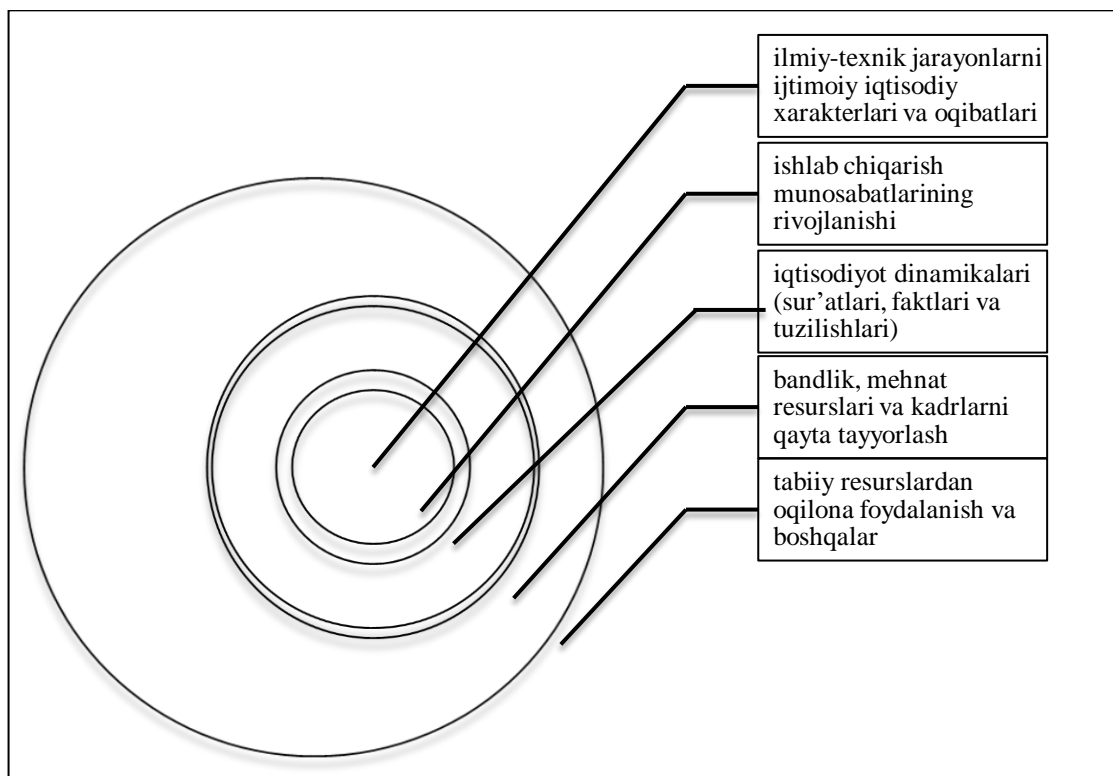 ilmiy-texnik jarayonlarni
ijtimoiy iqtisodiy
xarakterlari va oqibatlari
ishlab chiqarish
munosabatlarining
rivojlanishi
iqtisodiyot dinamikalari
(sur’atlari, faktlari va
tuzilishlari)
bandlik, mehnat
resurslari va kadrlarni
qayta tayyorlash
tabiiy resurslardan
oqilona foydalanish va
boshqalar